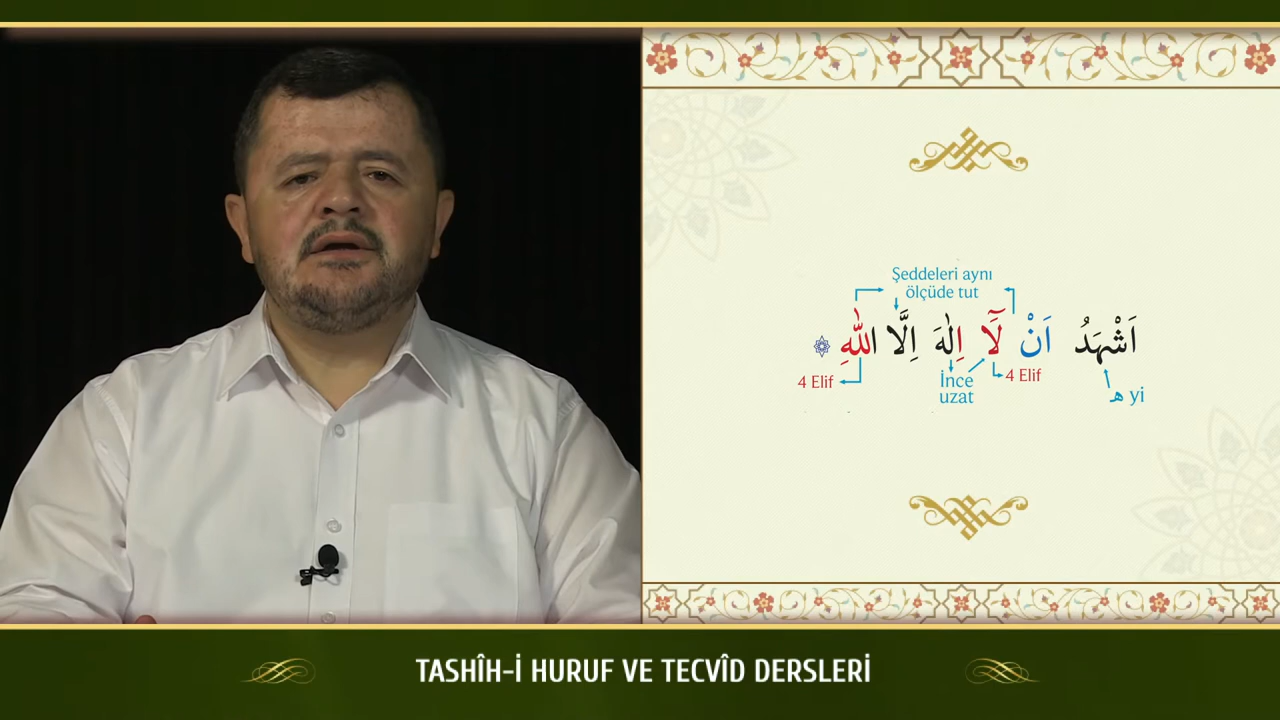 Şeddeleri aynı
ölçüde tut
اَشْهَدُ اَنْ لَٓا اِلٰهَ اِلَّا اللّٰهِ
4 Elif
İnce
uzat
4 Elif
ﻫ yi
TASHÎH-İ HURUF VE TECVÎD DERSLERİ